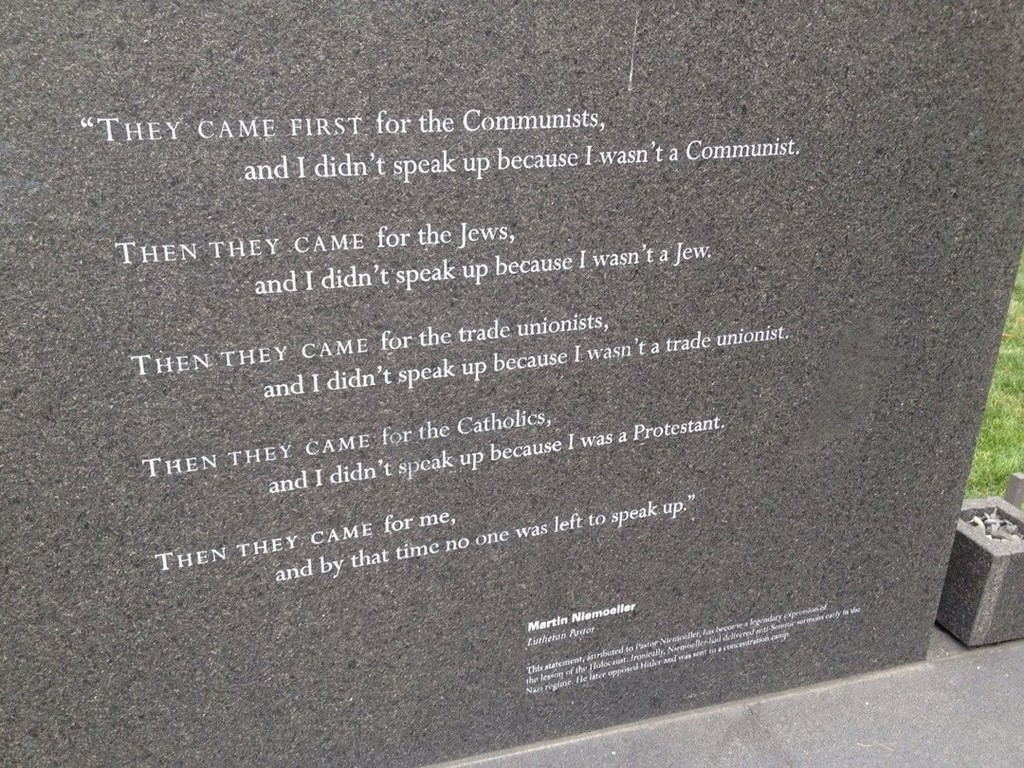 “THEY CAME FIRST for the Communists,
and I didn’t speak up because I wasn’t a Communist.
THEN THEY CAME for the Jews,
and I didn’t speak up because I wasn’t a Jew.
THEN THEY CAME for the trade unionists,
and I didn’t speak up because I wasn’t a trade unionist.
THEN THEY CAME for the Catholics,
and I didn’t speak up because I was a Protestant.
THEN THEY CAME for me,
and by that time no one was left to speak up.”
Martin Niemoeller
Lutheran Pastor
This statement, attributed to Pastor Niemoeller, has become a legendary expression of
the lesson of the Holocaust. Ironically, Niemoeller had delivered anti-Semitic sermons early in the
Nazi regime. He later opposed Hitler and was sent to a concentration camp.